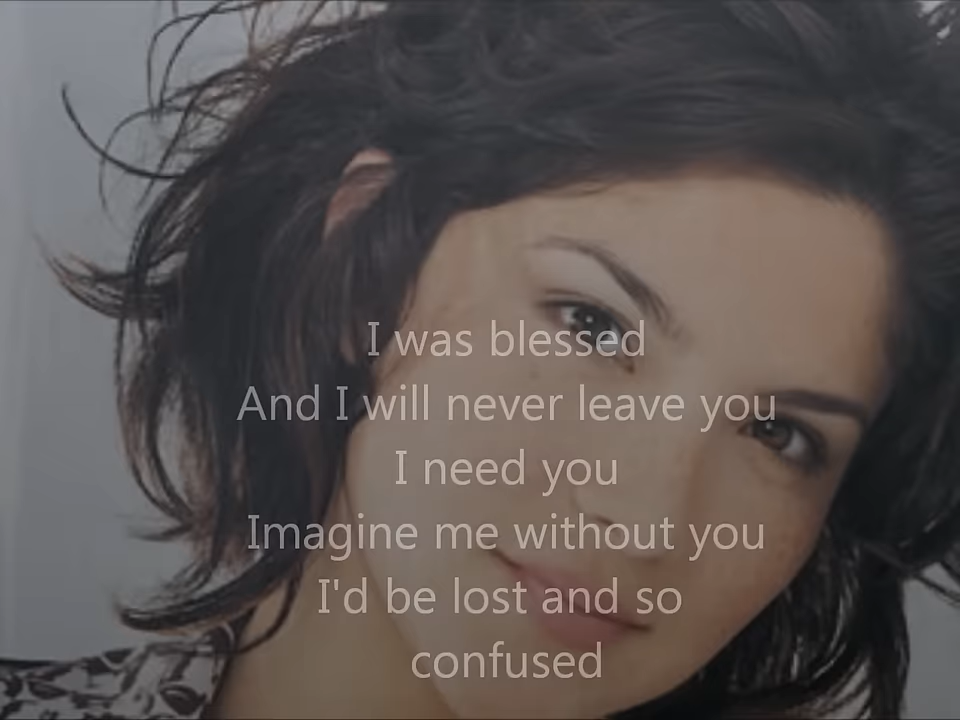 I was blessed
And I will never leave you
I need you
Imagine me without you
I'd be lost and so
confused